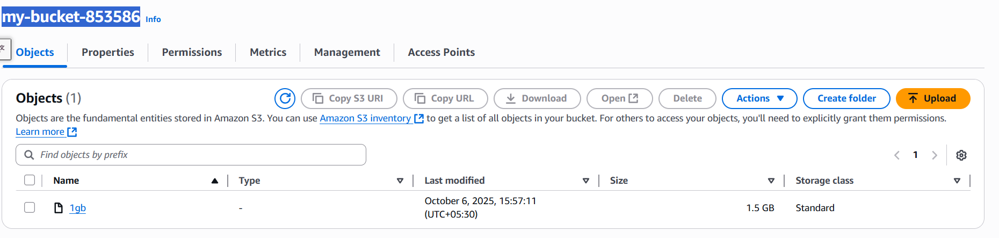 my-bucket-853586 Info
文
Objects Properties Permissions Metrics Management Access Points
Objects (1) Copy S3 URI Copy URL Download Open Delete Actions Create folder Upload
Objects are the fundamental entities stored in Amazon S3. You can use Amazon S3 inventory to get a list of all objects in your bucket. For others to access your objects, you'll need to explicitly grant them permissions.
Learn more
Find objects by prefix 1
Name Type Last modified Size Storage class
1gb - October 6, 2025, 15:57:11 1.5 GB Standard
(UTC+05:30)